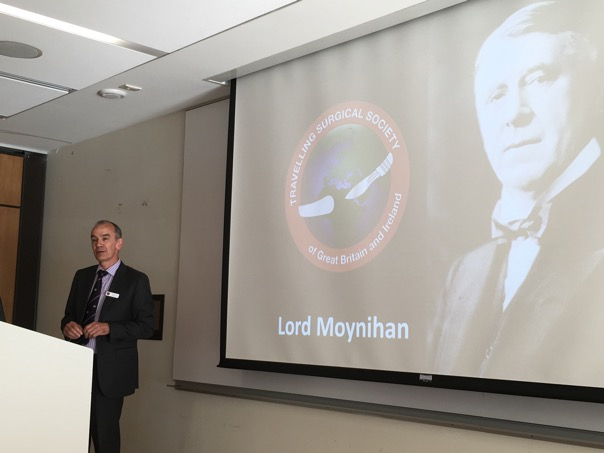 TRAVELLING SURGICAL SOCIETY
of Great Britain and Ireland
Lord Moynihan